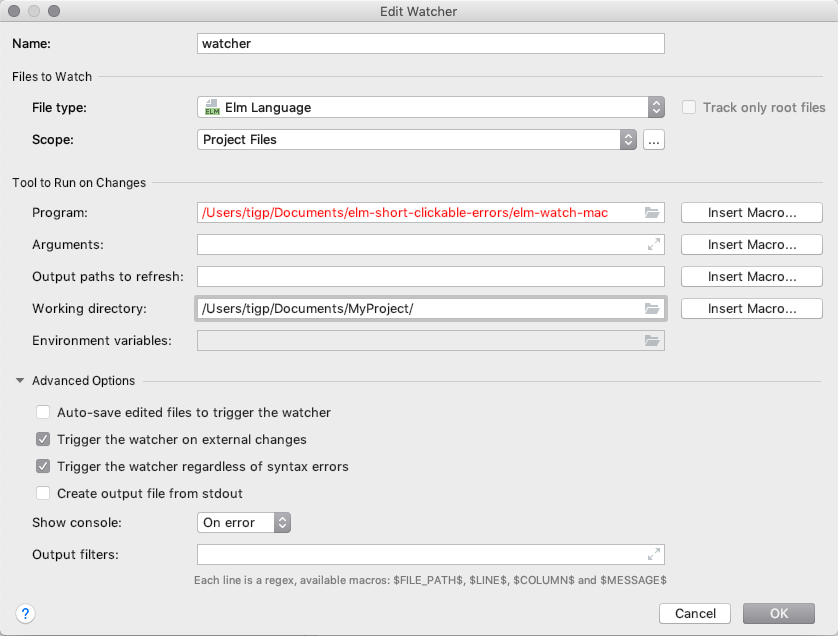 Edit Watcher
Name: watcher
Files to Watch
File type: ELM Elm Language Track only root files
Scope: Project Files ...
Tool to Run on Changes
Program: /Users/tigp/Documents/elm-short-clickable-errors/elm-watch-mac Insert Macro...
Arguments: Insert Macro...
Output paths to refresh: Insert Macro...
Working directory: /Users/tigp/Documents/MyProject/ Insert Macro...
Environment variables:
Advanced Options
Auto-save edited files to trigger the watcher
Trigger the watcher on external changes
Trigger the watcher regardless of syntax errors
Create output file from stdout
Show console: On error
Output filters:
Each line is a regex, available macros: $FILE_PATH$, $LINE$, $COLUMN$ and $MESSAGE$
? Cancel OK